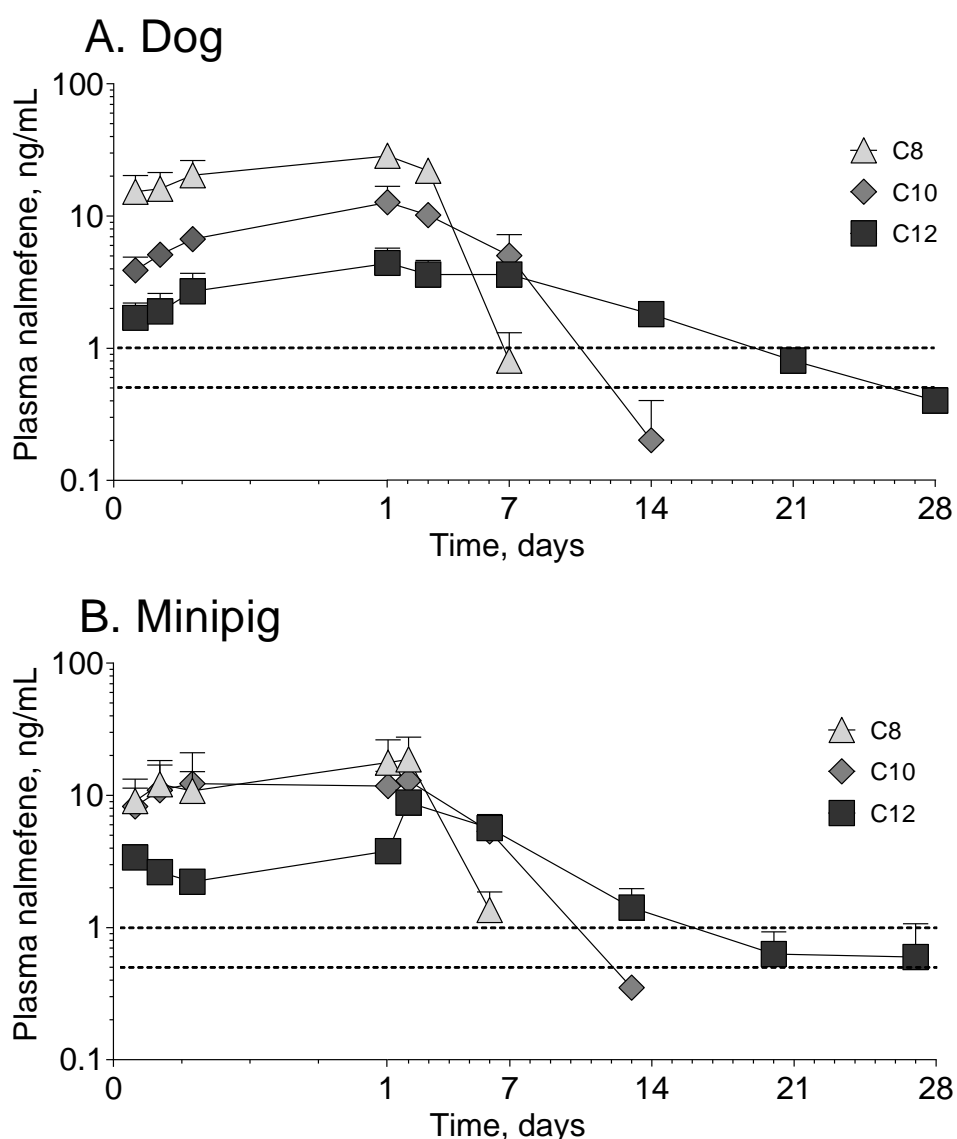 A. Dog
Plasma nalmefene, ng/mL
100
10
1
0.1
C8
C10
C12
0 1 7 14 21 28
Time, days
B. Minipig
Plasma nalmefene, ng/mL
100
10
1
0.1
C8
C10
C12
0 1 7 14 21 28
Time, days